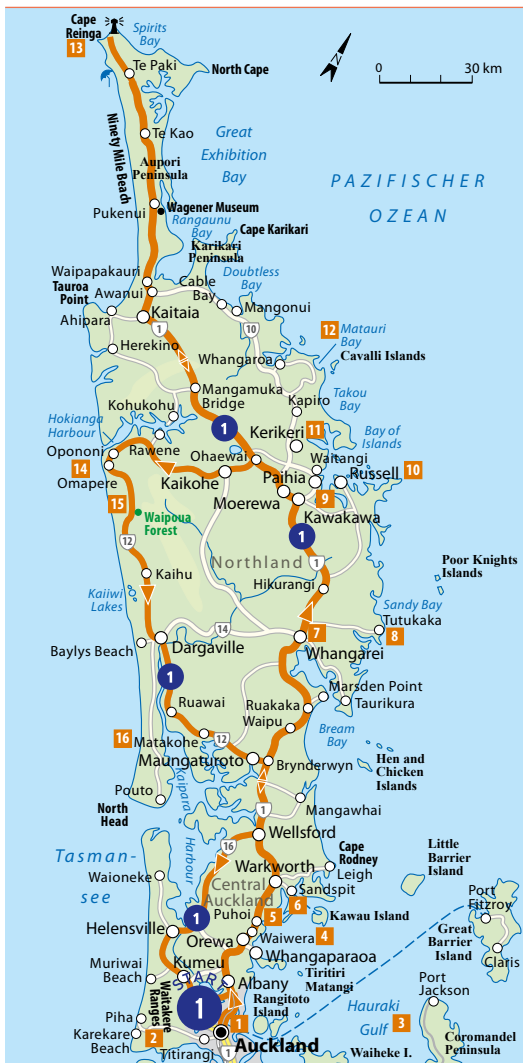 Cape
Reinga
13
Spirits
Bay
Te Paki
North Cape
N
0 30 km
Ninety Mile Beach
Te Kao
Great
Exhibition
Bay
Aupori
Peninsula
PAZIFISCHER
OZEAN
Pukenui
Wagener Museum
Rangaunu
Bay
Cape Karikari
Karikari
Peninsula
Doubtless
Bay
Waipapakauri
Tauroa
Point
Awanui
Cable
Bay
Kaitaia
Mangonui
Ahipara
1
10
12
Matauri
Bay
Herekino
Whangaroa
Cavalli Islands
Mangamuka
Bridge
Takou
Bay
Kohukohu
Kapiro
1
Hokianga
Harbour
Kerikeri
11
Bay of
Islands
Rawene
Ohaewai
Waitangi
Opononi
14
Omapere
Kaikohe
Paihia
Russell
10
Moerewa
9
Kawakawa
15
Waipoua
Forest
12
1
Northland
1
Poor Knights
Islands
Kaihu
Hikurangi
Kaiiwi
Lakes
Sandy Bay
Tutukaka
14
7
8
Baylys Beach
Dargaville
Whangarei
1
Marsden Point
Ruawai
Ruakaka
Taurikura
Waipu
16
Matakohe
12
Bream
Bay
Maungaturoto
Brynderwyn
Hen and
Chicken
Islands
Pouto
North
Head
Kaipara
Harbour
1
Mangawhai
16
Wellsford
Tasman-
see
Cape
Rodney
Little
Barrier
Island
Warkworth
Leigh
Waioneke
Central
Auckland
Sandspit
6
Port
Fitzroy
1
Puhoi
5
Kawau Island
Helensville
Orewa
Waiwera
4
Great
Barrier
Island
Whangaparaoa
Claris
Kumeu
Tiritiri
Matangi
Muriwai
Beach
START
Albany
Port
Jackson
Waitakere
Ranges
1
Rangitoto
Island
Hauraki
Gulf
3
Piha
1
Karekare
Beach
2
Coromandel
Peninsula
Titirangi
Auckland
1
Waiheke I.